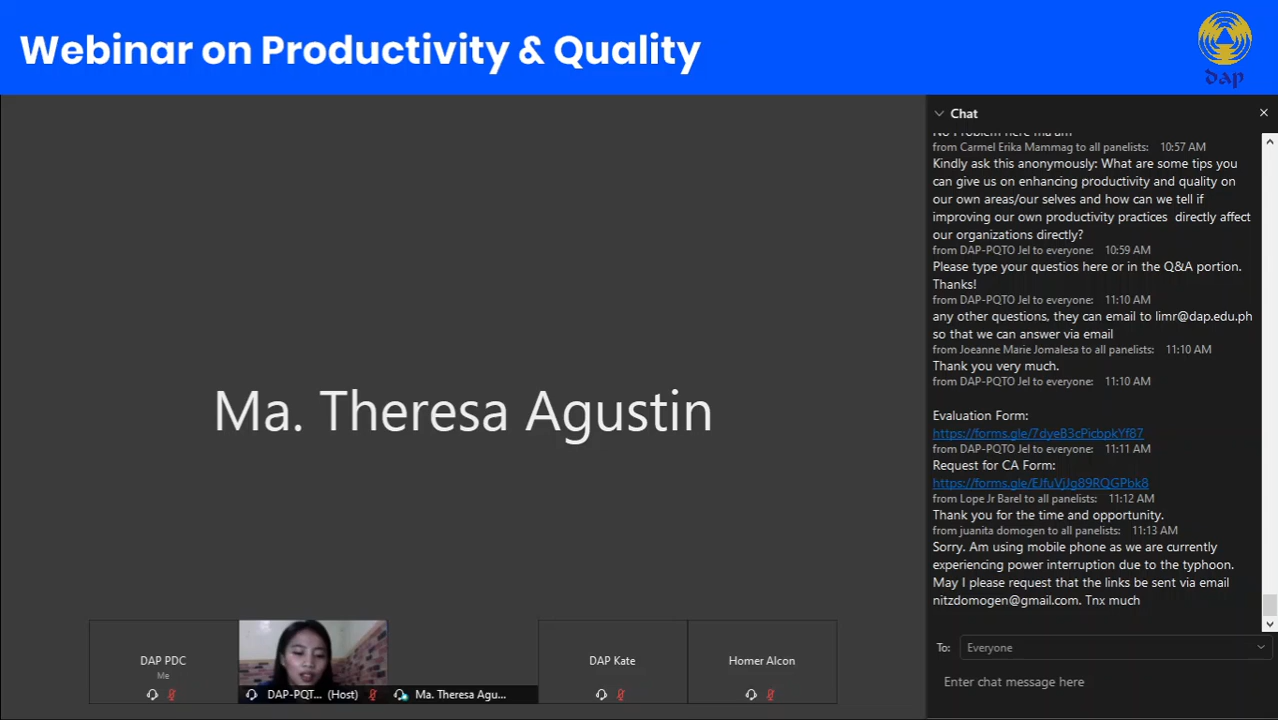 Webinar on Productivity & Quality
dap
Chat
No Problem here ma'am
from Carmel Erika Mammag to all panelists: 10:57 AM
Kindly ask this anonymously: What are some tips you
can give us on enhancing productivity and quality on
our own areas/our selves and how can we tell if
improving our own productivity practices directly affect
our organizations directly?
from DAP-PQTO Jel to everyone: 10:59 AM
Please type your questios here or in the Q&A portion.
Thanks!
from DAP-PQTO Jel to everyone: 11:10 AM
any other questions, they can email to limr@dap.edu.ph
so that we can answer via email
from Joeanne Marie Jomalesa to all panelists: 11:10 AM
Thank you very much.
from DAP-PQTO Jel to everyone: 11:10 AM
Evaluation Form:
https://forms.gle/7dyeB3cPicbpkYf87
from DAP-PQTO Jel to everyone: 11:11 AM
Request for CA Form:
https://forms.gle/EJfuVjJg89RQGPbk8
from Lope Jr Barel to all panelists: 11:12 AM
Thank you for the time and opportunity.
from juanita domogen to all panelists: 11:13 AM
Sorry. Am using mobile phone as we are currently
experiencing power interruption due to the typhoon.
May I please request that the links be sent via email
nitzdomogen@gmail.com. Tnx much
To: Everyone
Enter chat message here
Ma. Theresa Agustin
DAP PDC
Me
DAP-PQT... (Host)
Ma. Theresa Agu...
DAP Kate
Homer Alcon